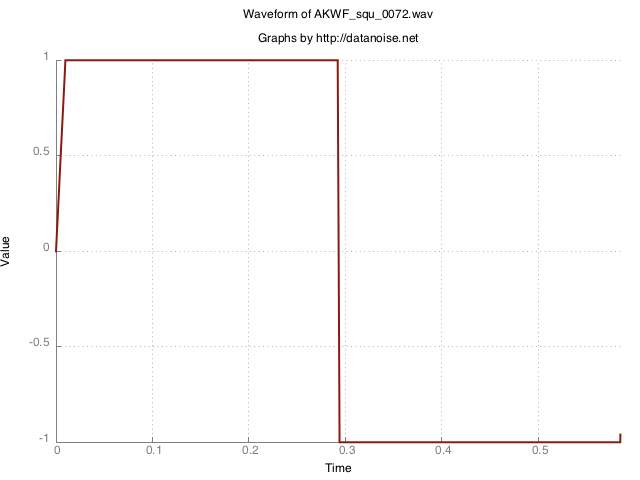 Waveform of AKWF_squ_0072.wav
Graphs by http://datanoise.net
1
0.5
0
-0.5
-1
Value
0 0.1 0.2 0.3 0.4 0.5
Time